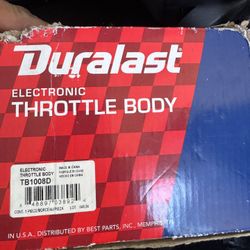 Duralast
ELECTRONIC
THROTTLE BODY
ELECTRONIC
THROTTLE BODY
TB1008D
MADE IN CHINA
IN U.S.A., DISTRIBUTED BY BEST PARTS, INC., MEMPHIS